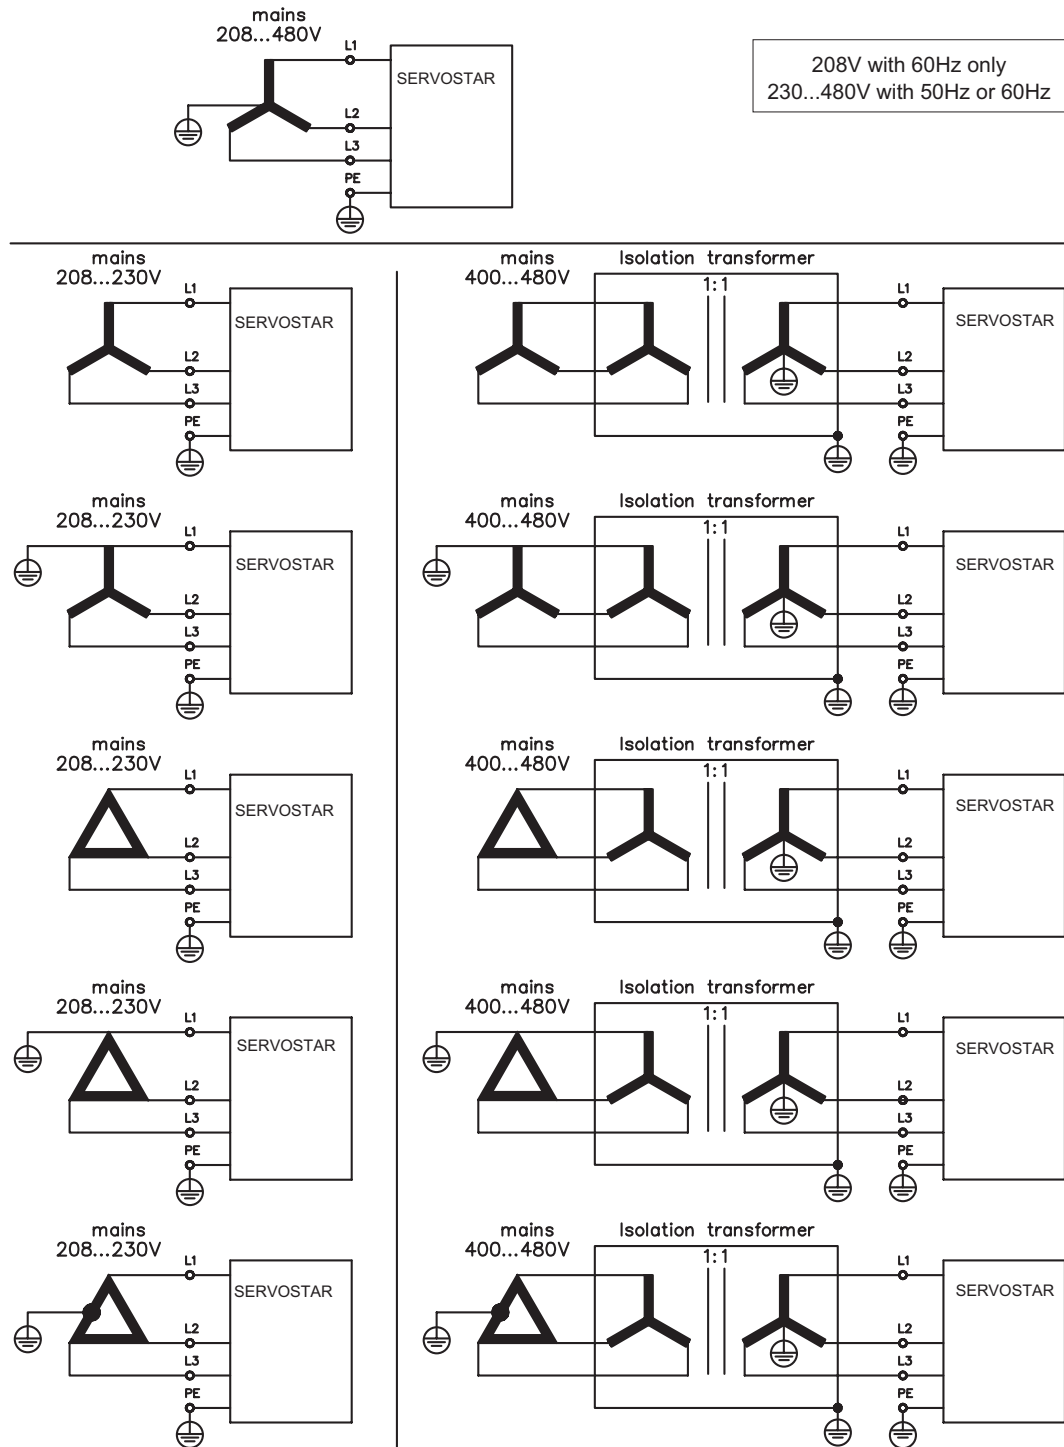 mains
208...480V
L1
SERVOSTAR
L2
L3
PE
208V with 60Hz only
230...480V with 50Hz or 60Hz
mains
208...230V
L1
SERVOSTAR
L2
L3
PE
mains
400...480V
Isolation transformer
1:1
L1
SERVOSTAR
L2
L3
PE
mains
208...230V
L1
SERVOSTAR
L2
L3
PE
mains
400...480V
Isolation transformer
1:1
L1
SERVOSTAR
L2
L3
PE
mains
208...230V
L1
SERVOSTAR
L2
L3
PE
mains
400...480V
Isolation transformer
1:1
L1
SERVOSTAR
L2
L3
PE
mains
208...230V
L1
SERVOSTAR
L2
L3
PE
mains
400...480V
Isolation transformer
1:1
L1
SERVOSTAR
L2
L3
PE
mains
208...230V
L1
SERVOSTAR
L2
L3
PE
mains
400...480V
Isolation transformer
1:1
L1
SERVOSTAR
L2
L3
PE